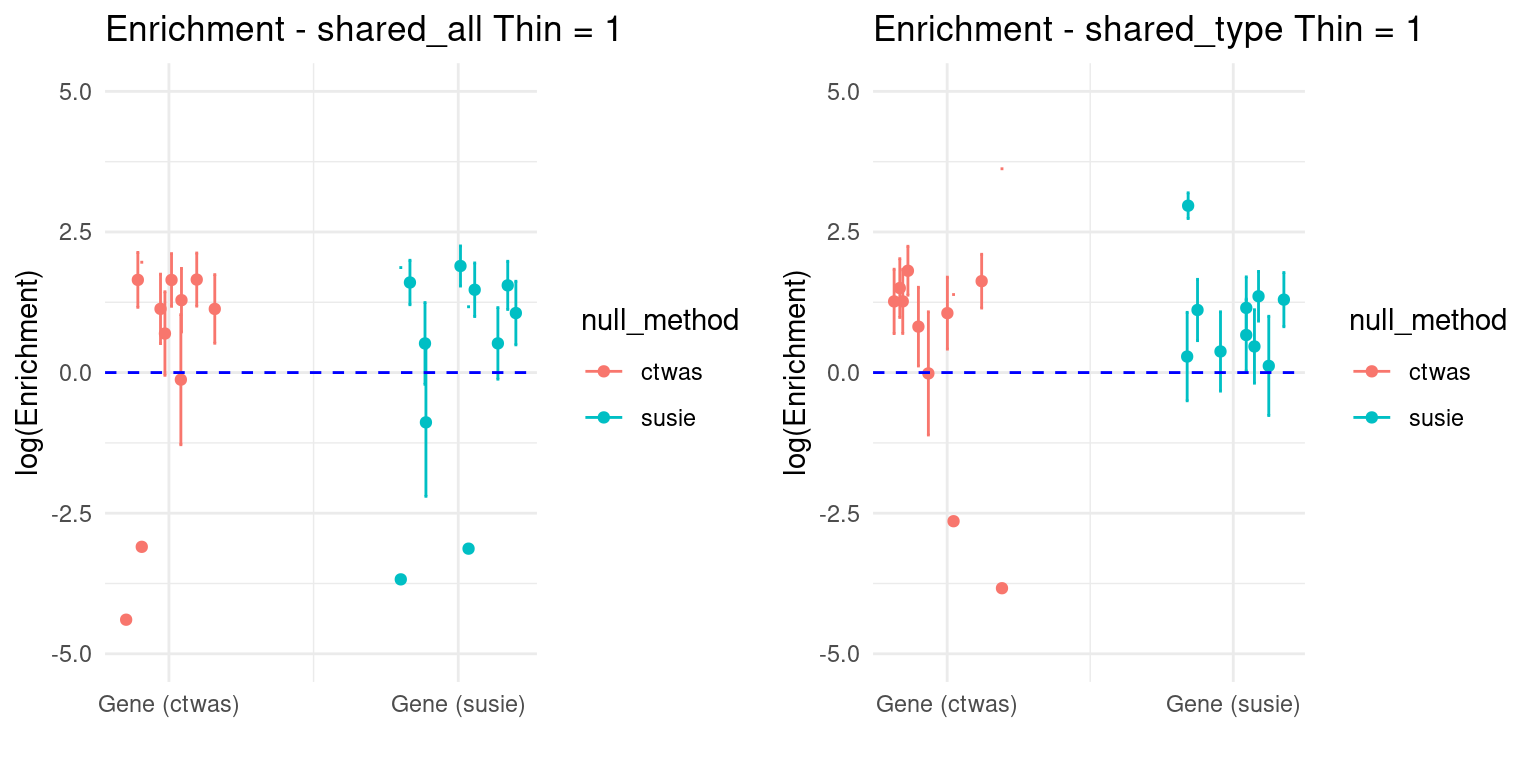 Enrichment - shared_all Thin = 1
log(Enrichment)
5.0
2.5
0.0
-2.5
-5.0
Gene (ctwas)
Gene (susie)
null_method
ctwas
susie
Enrichment - shared_type Thin = 1
log(Enrichment)
5.0
2.5
0.0
-2.5
-5.0
Gene (ctwas)
Gene (susie)
null_method
ctwas
susie